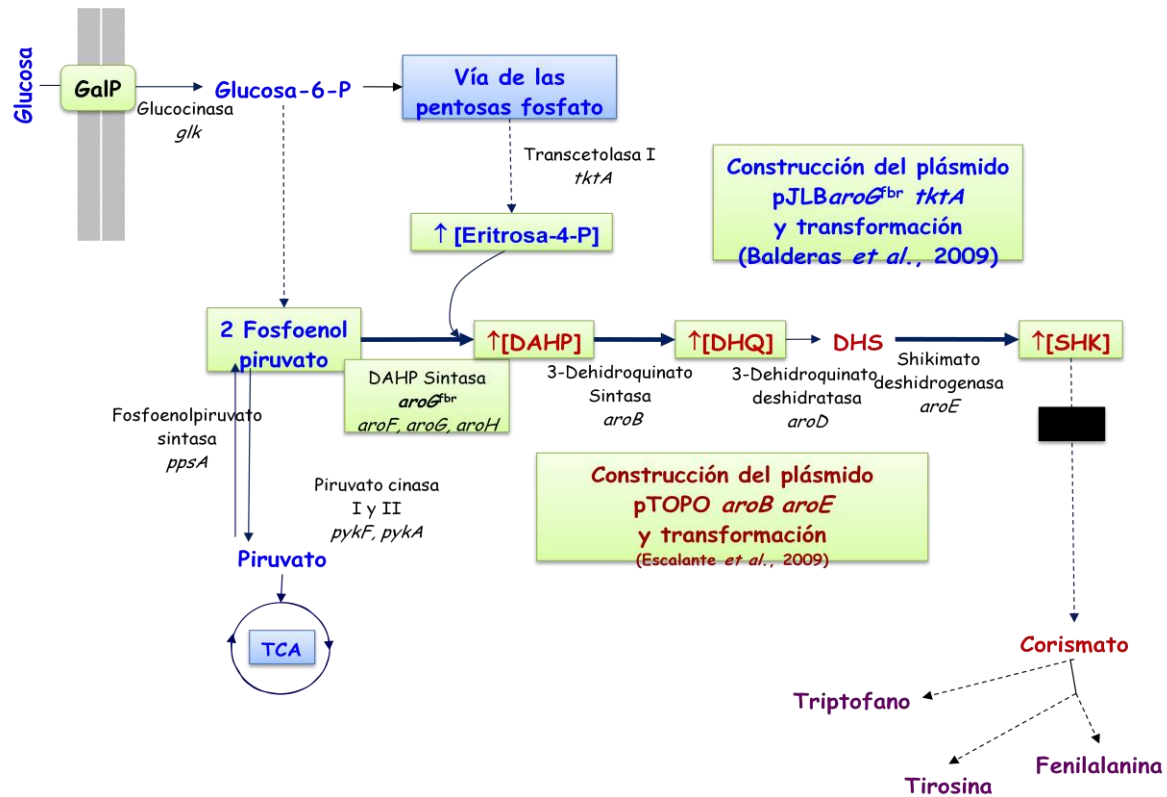 Glucosa
GalP
Glucocinasa
glk
Glucosa-6-P
Vía de las
pentosas fosfato
Transcetolasa I
tktA
↑ [Eritrosa-4-P]
Construcción del plásmido
pJLBaroGfbr tktA
y transformación
(Balderas et al., 2009)
2 Fosfoenol
piruvato
↑[DAHP]
↑[DHQ]
DHS
↑[SHK]
DAHP Sintasa
aroGfbr
aroF, aroG, aroH
3-Dehidroquinato
Sintasa
aroB
3-Dehidroquinato
deshidratasa
aroD
Shikimato
deshidrogenasa
aroE
Fosfoenolpiruvato
sintasa
ppsA
Piruvato cinasa
I y II
pykF, pykA
Construcción del plásmido
pTOPO aroB aroE
y transformación
(Escalante et al., 2009)
Piruvato
TCA
Corismato
Triptofano
Tirosina
Fenilalanina